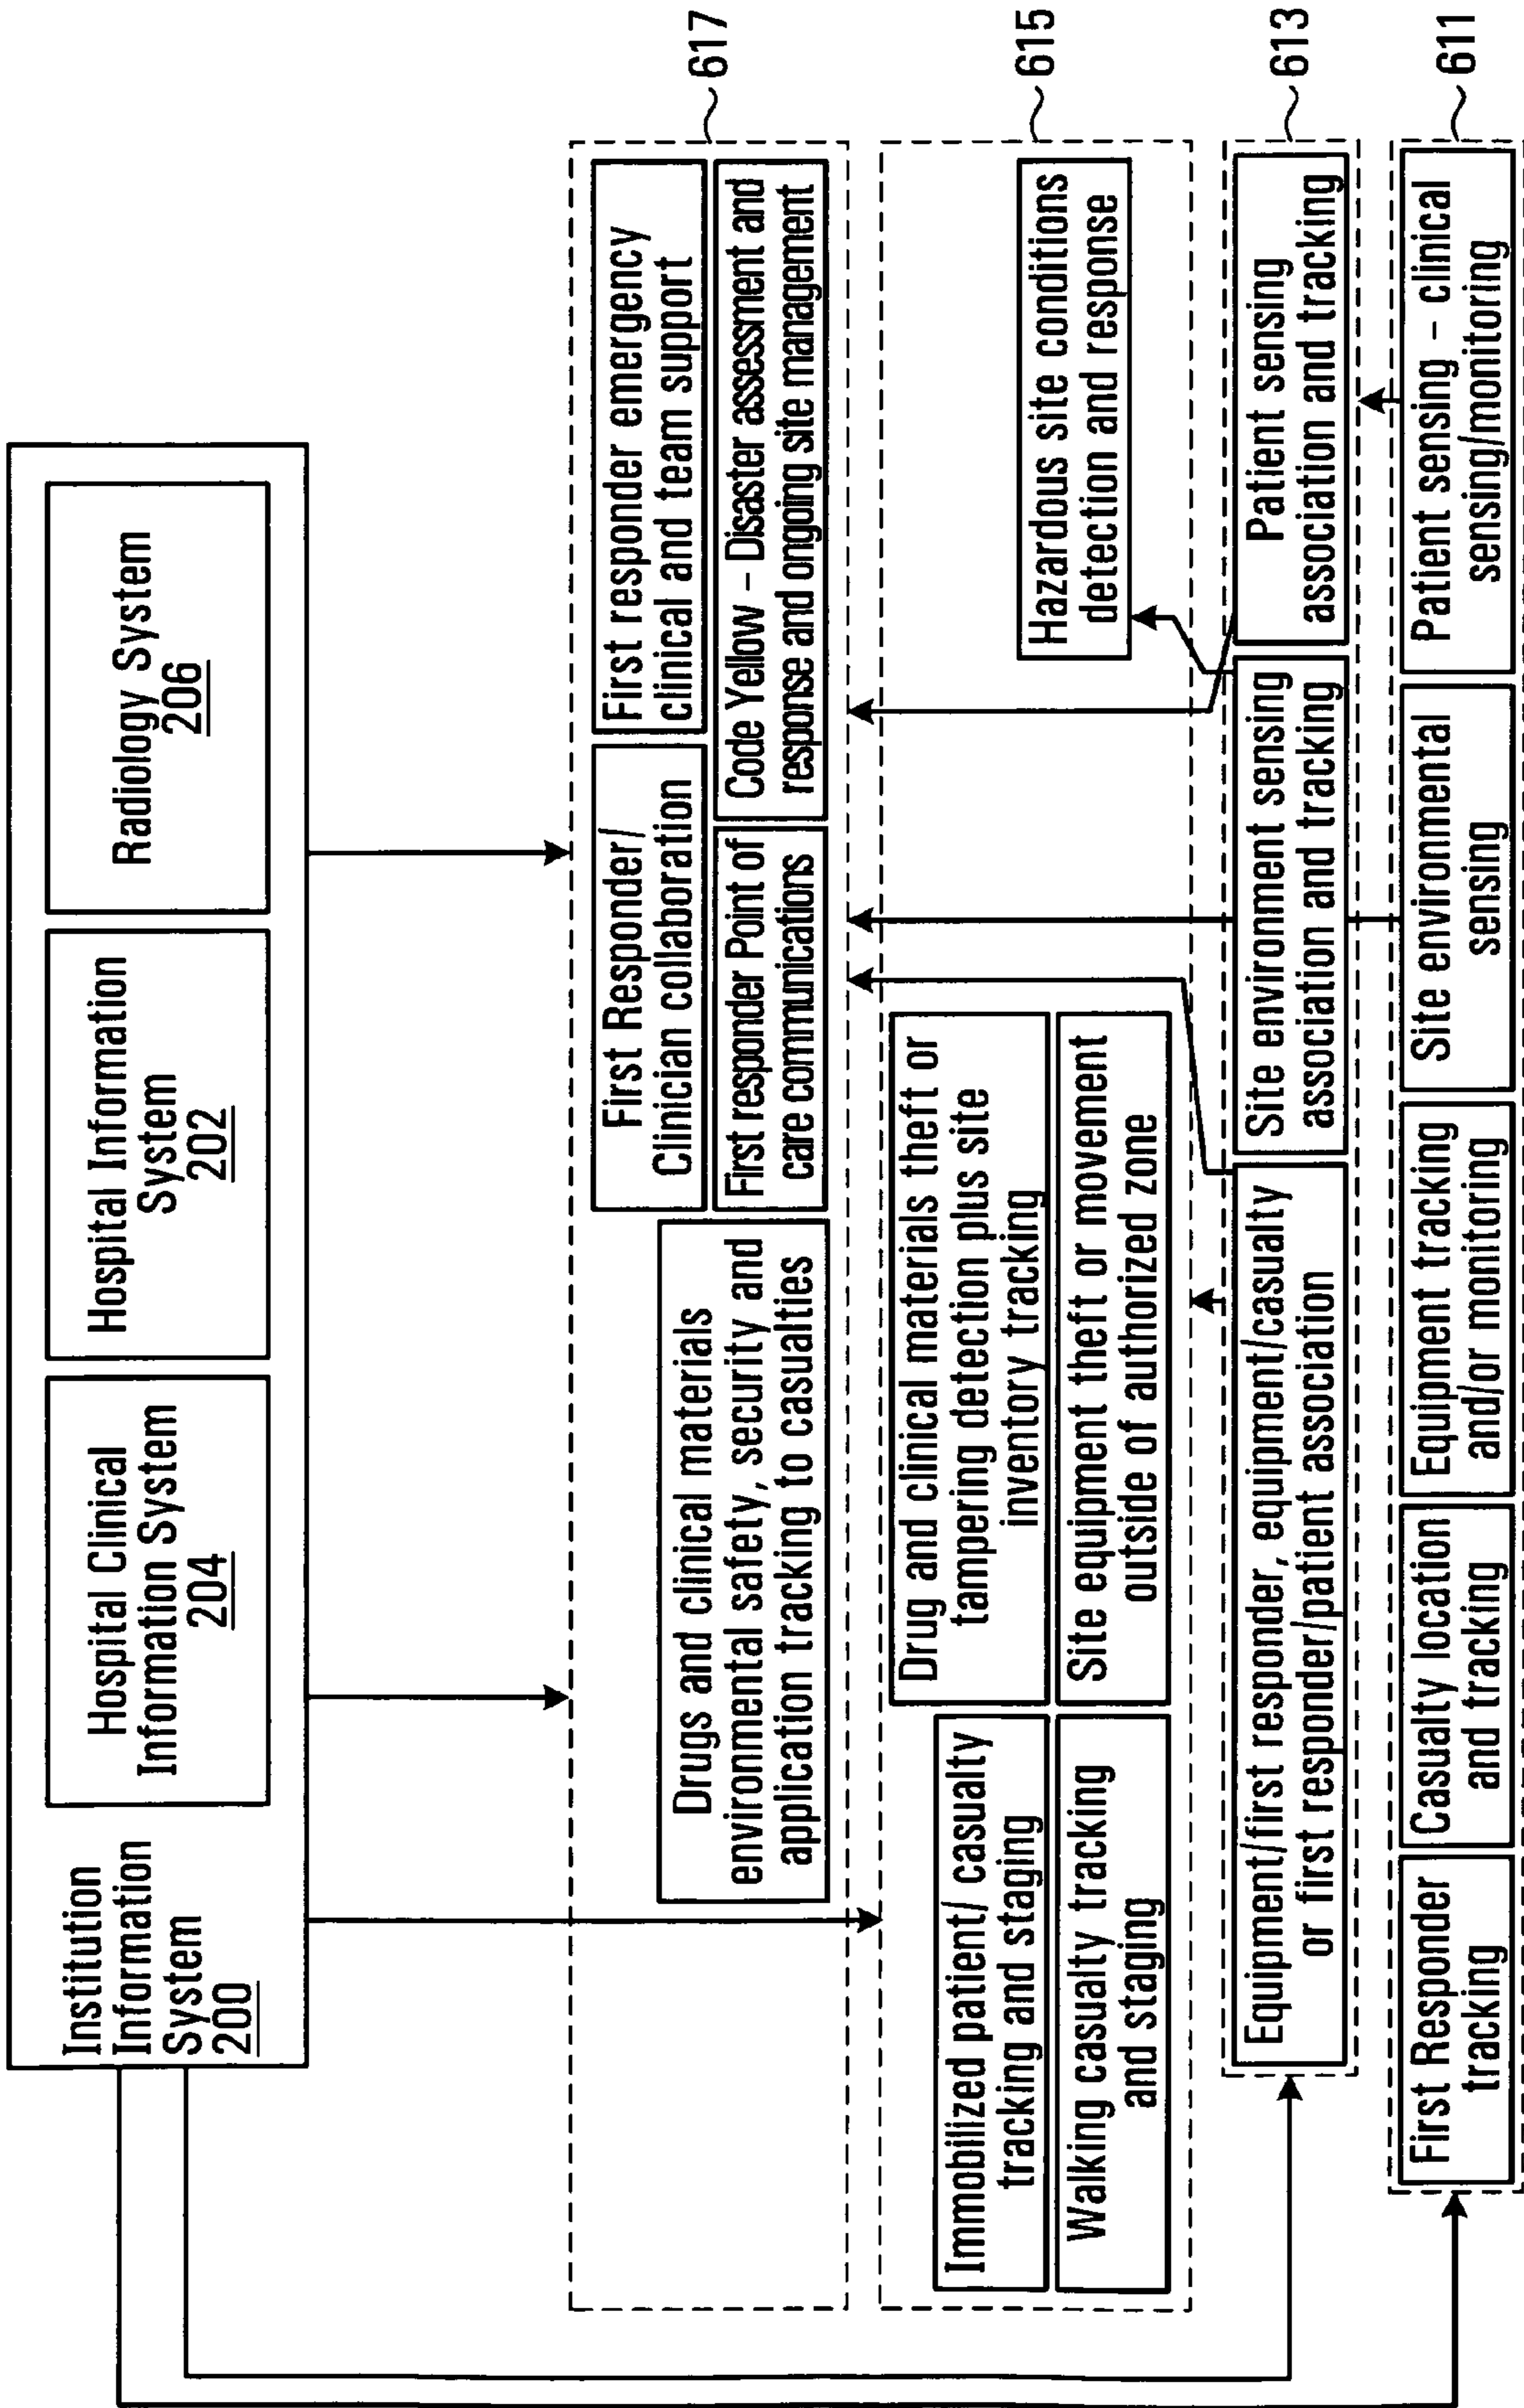 Institution
Information
System
200
Hospital Clinical
Information System
204
Hospital Information
System
202
Radiology System
206
Drugs and clinical materials
environmental safety, security and
application tracking to casualties
First Responder/
Clinician collaboration
First responder emergency
clinical and team support
First responder Point of
care communications
Code Yellow – Disaster assessment and
response and ongoing site management
617
Immobilized patient/ casualty
tracking and staging
Walking casualty tracking
and staging
Drug and clinical materials theft or
tampering detection plus site
inventory tracking
Site equipment theft or movement
outside of authorized zone
Hazardous site conditions
detection and response
615
Equipment/first responder, equipment/casualty
or first responder/patient association
Site environment sensing
association and tracking
Patient sensing
association and tracking
613
First Responder
tracking
Casualty location
and tracking
Equipment tracking
and/or monitoring
Site environmental
sensing
Patient sensing – clinical
sensing/monitoring
611